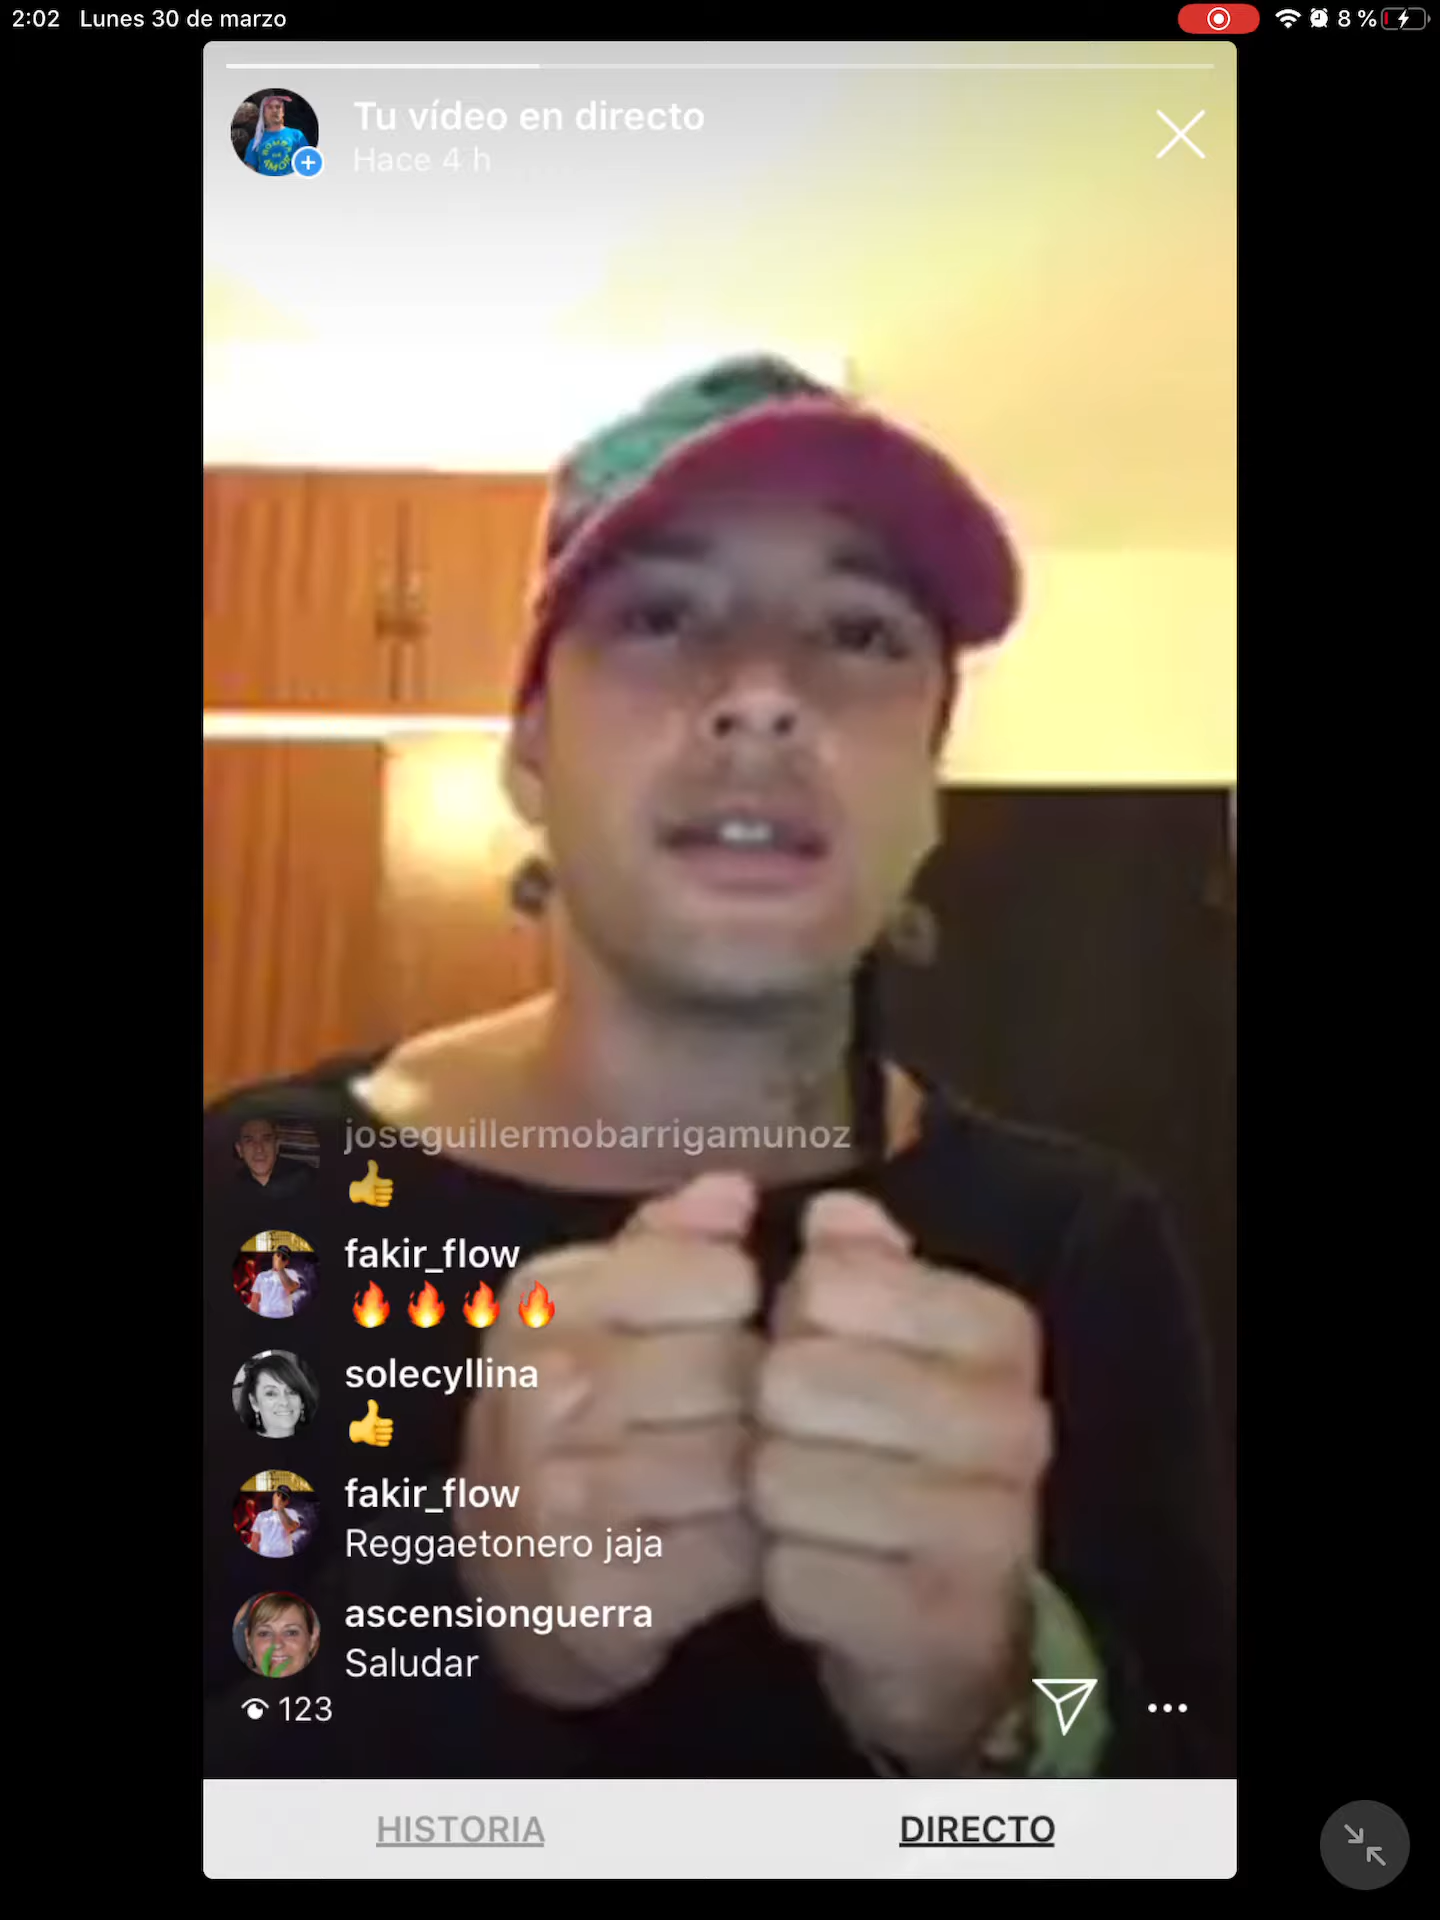 2:02 Lunes 30 de marzo 8 %
Tu vídeo en directo
Hace 4 h
joseguillermobarrigamunoz
👍
fakir_flow
🔥🔥🔥🔥
solecyllina
👍
fakir_flow
Reggaetonero jaja
ascensionguerra
Saludar
123
HISTORIA DIRECTO